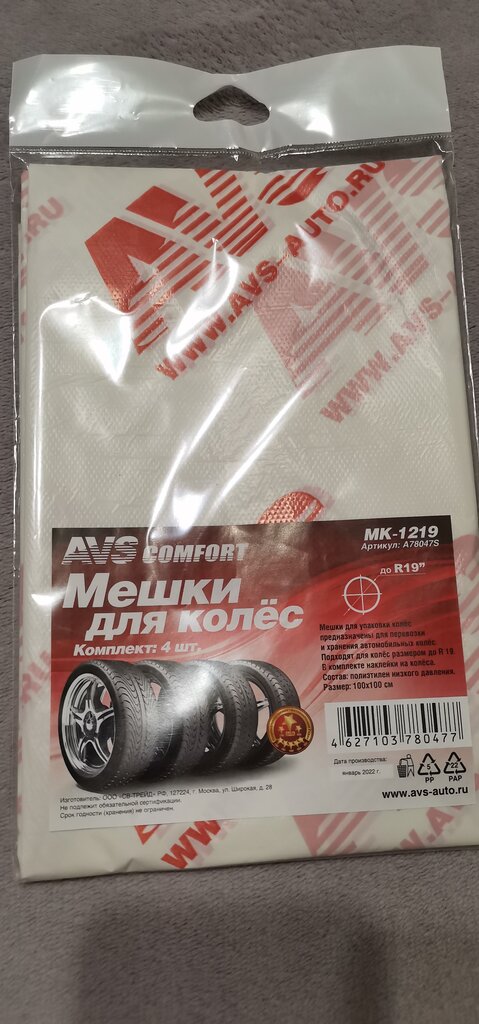 AVS
WWW.AVS-AUTO.RU
WWW.AVS-
RU
AVS COMFORT
МК-1219
Артикул: A78047S
Мешки
для колёс
Комплект: 4 шт.
до R19"
Мешки для упаковки колёс
предназначены для перевозки
и хранения автомобильных колёс.
Подходят для колёс размером до R 19.
В комплекте наклейки на колёса.
Состав: полиэтилен низкого давления.
Размер: 100х100 см
4 627103 780477
Дата производства:
январь 2022 г.
5
PP
22
PAP
www.avs-auto.ru
Изготовитель: ООО «СВ-ТРЕЙД» РФ, 127224, г. Москва, ул. Широкая, д. 28
Не подлежит обязательной сертификации.
Срок годности (хранения) не ограничен.
WWW.